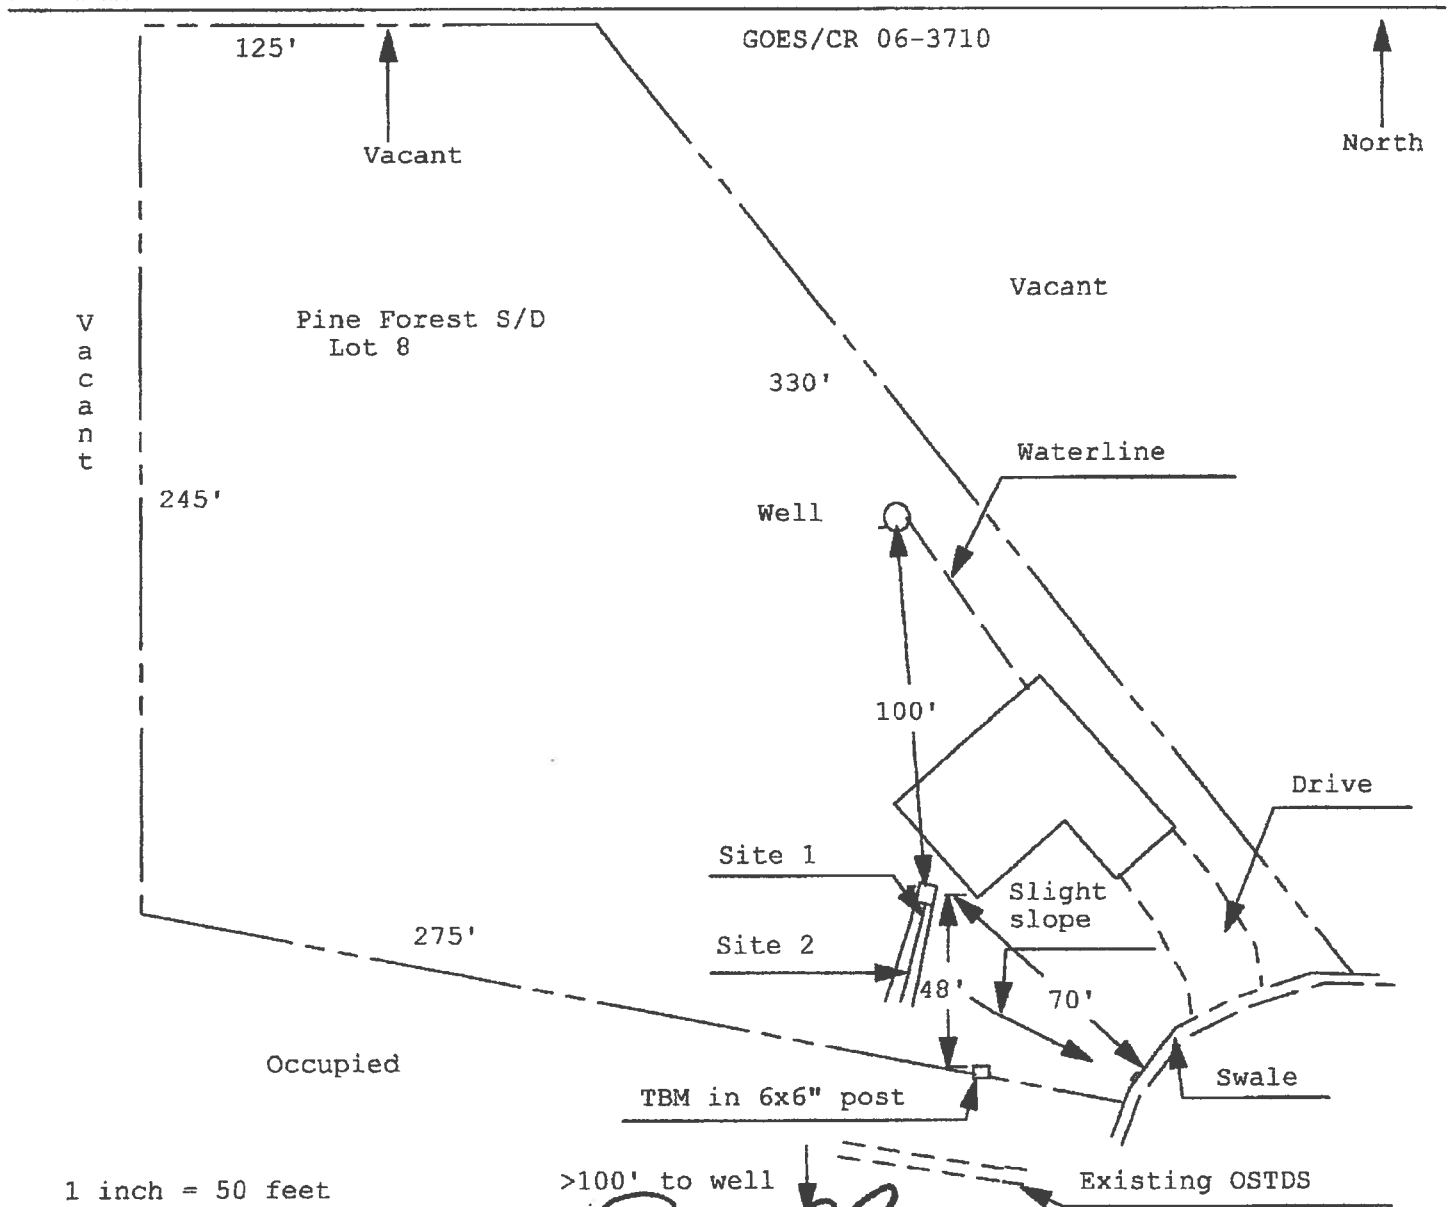 GOES/CR 06-3710
125'
North
Vacant
Vacant
Vacant
Pine Forest S/D
Lot 8
330'
Waterline
245'
Well
100'
Drive
Site 1
Slight
slope
275'
Site 2
48'
70'
Occupied
Swale
TBM in 6x6" post
1 inch = 50 feet
>100' to well
Existing OSTDS